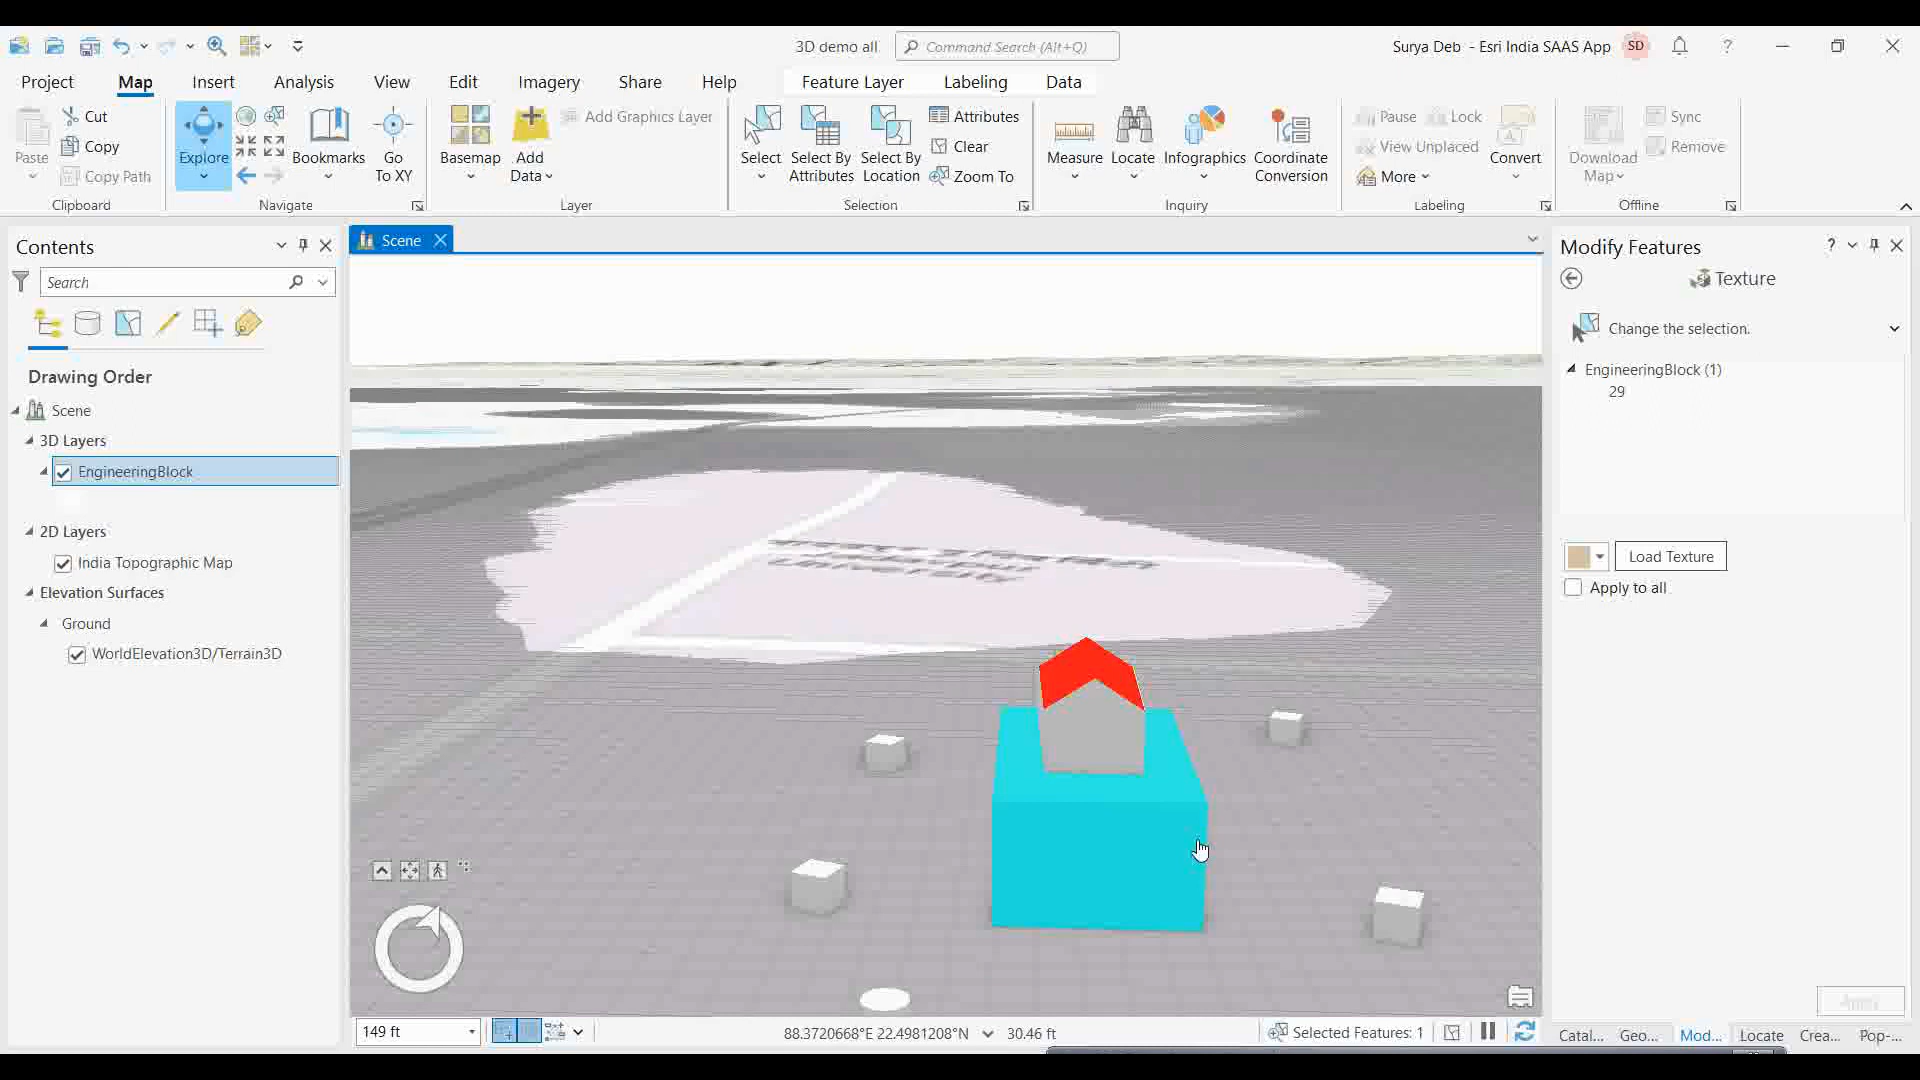 3D demo all
Command Search (Alt+Q)
Surya Deb - Esri India SAAS App
SD
?
Project
Map
Insert
Analysis
View
Edit
Imagery
Share
Help
Feature Layer
Labeling
Data
Paste
Cut
Copy
Copy Path
Clipboard
Explore
Bookmarks
Go
To XY
Navigate
Basemap
Add
Data
Add Graphics Layer
Layer
Select
Select By
Attributes
Select By
Location
Attributes
Clear
Zoom To
Selection
Measure
Locate
Infographics
Coordinate
Conversion
Inquiry
Pause
Lock
View Unplaced
More
Convert
Labeling
Download
Map
Sync
Remove
Offline
Contents
Search
Drawing Order
Scene
3D Layers
EngineeringBlock
2D Layers
India Topographic Map
Elevation Surfaces
Ground
WorldElevation3D/Terrain3D
Scene
149 ft
88.3720668°E 22.4981208°N
30.46 ft
Selected Features: 1
Modify Features
?
Texture
Change the selection.
EngineeringBlock (1)
29
Load Texture
Apply to all
Apply
Catal...
Geo...
Mod...
Locate
Crea...
Pop-...